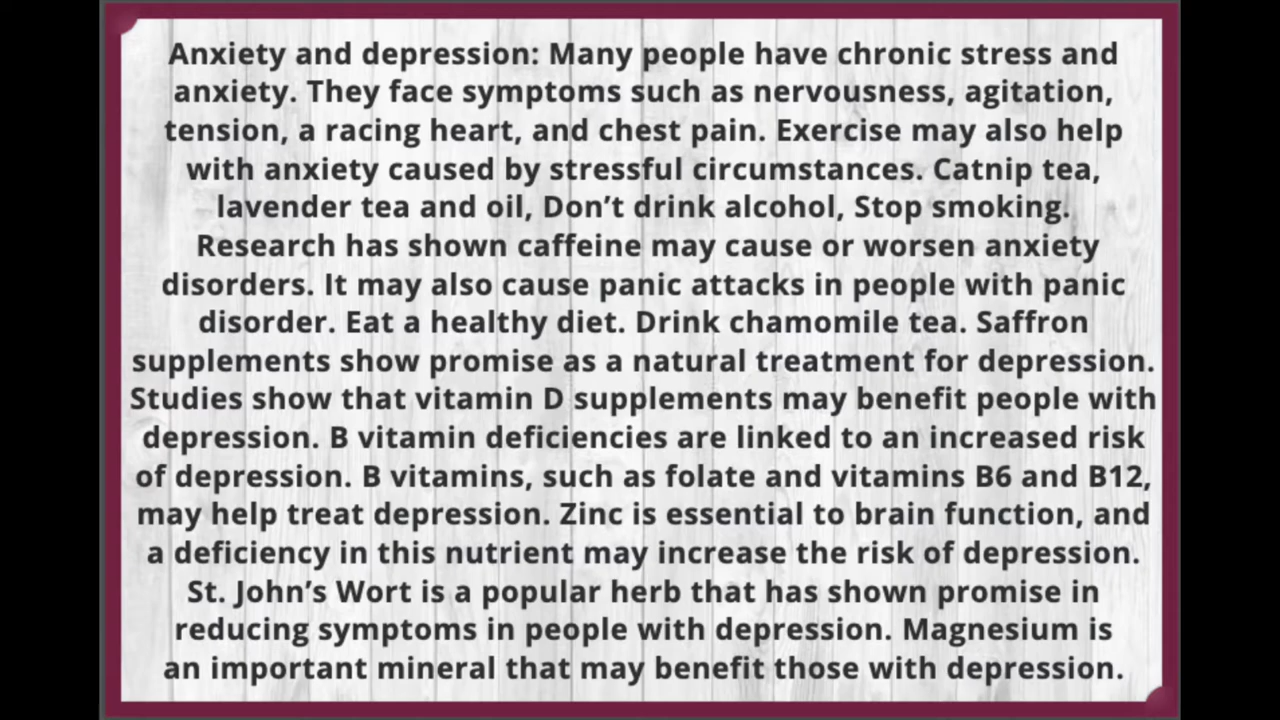 Anxiety and depression: Many people have chronic stress and
anxiety. They face symptoms such as nervousness, agitation,
tension, a racing heart, and chest pain. Exercise may also help
with anxiety caused by stressful circumstances. Catnip tea,
lavender tea and oil, Don’t drink alcohol, Stop smoking.
Research has shown caffeine may cause or worsen anxiety
disorders. It may also cause panic attacks in people with panic
disorder. Eat a healthy diet. Drink chamomile tea. Saffron
supplements show promise as a natural treatment for depression.
Studies show that vitamin D supplements may benefit people with
depression. B vitamin deficiencies are linked to an increased risk
of depression. B vitamins, such as folate and vitamins B6 and B12,
may help treat depression. Zinc is essential to brain function, and
a deficiency in this nutrient may increase the risk of depression.
St. John’s Wort is a popular herb that has shown promise in
reducing symptoms in people with depression. Magnesium is
an important mineral that may benefit those with depression.